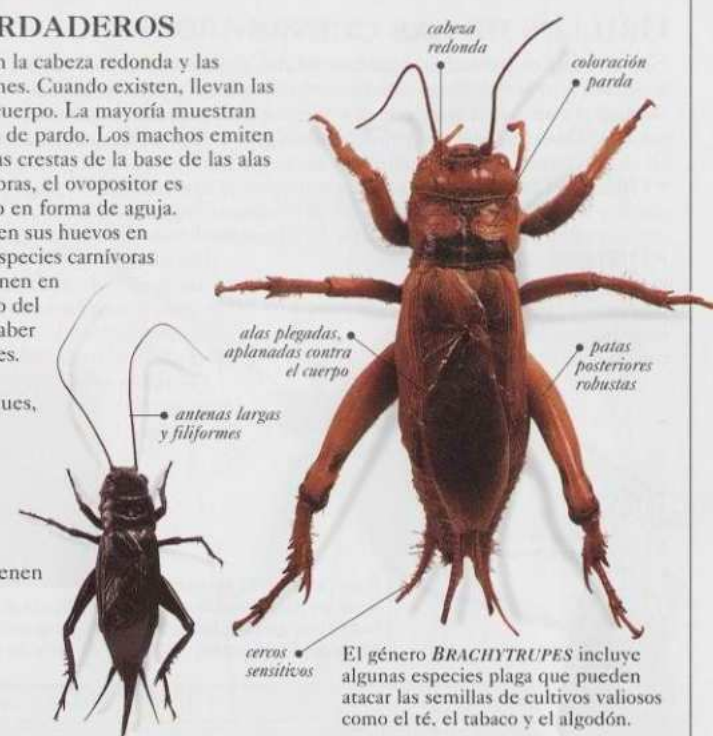 RDADEROS
n la cabeza redonda y las
nes. Cuando existen, llevan las
uerpo. La mayoría muestran
de pardo. Los machos emiten
as crestas de la base de las alas
oras, el ovopositor es
o en forma de aguja.
en sus huevos en
species carnívoras
nen en
o del
aber
es.
ues,
enen
cabeza
redonda
coloración
parda
alas plegadas,
aplanadas contra
el cuerpo
patas
posteriores
robustas
antenas largas
y filiformes
cercos
sensitivos
El género BRACHYTRUPES incluye
algunas especies plaga que pueden
atacar las semillas de cultivos valiosos
como el té, el tabaco y el algodón.